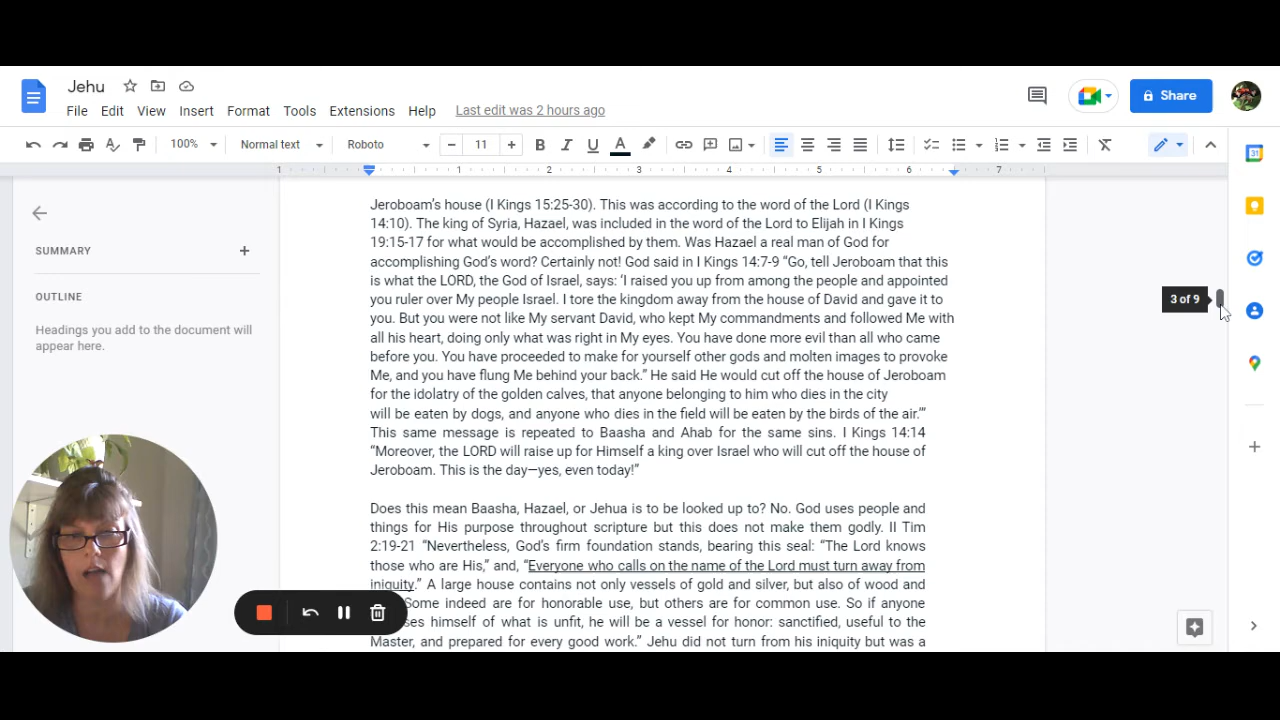 Jehu
File Edit View Insert Format Tools Extensions Help Last edit was 2 hours ago
Share
100% Normal text Roboto 11 B I U A
1 1 2 3 4 5 6 7
31
SUMMARY
OUTLINE
Headings you add to the document will
appear here.
3 of 9
Jeroboam's house (I Kings 15:25-30). This was according to the word of the Lord (I Kings
14:10). The king of Syria, Hazael, was included in the word of the Lord to Elijah in I Kings
19:15-17 for what would be accomplished by them. Was Hazael a real man of God for
accomplishing God's word? Certainly not! God said in I Kings 14:7-9 “Go, tell Jeroboam that this
is what the LORD, the God of Israel, says: ‘I raised you up from among the people and appointed
you ruler over My people Israel. I tore the kingdom away from the house of David and gave it to
you. But you were not like My servant David, who kept My commandments and followed Me with
all his heart, doing only what was right in My eyes. You have done more evil than all who came
before you. You have proceeded to make for yourself other gods and molten images to provoke
Me, and you have flung Me behind your back.” He said He would cut off the house of Jeroboam
for the idolatry of the golden calves, that anyone belonging to him who dies in the city
will be eaten by dogs, and anyone who dies in the field will be eaten by the birds of the air.’”
This same message is repeated to Baasha and Ahab for the same sins. I Kings 14:14
“Moreover, the LORD will raise up for Himself a king over Israel who will cut off the house of
Jeroboam. This is the day—yes, even today!”
Does this mean Baasha, Hazael, or Jehua is to be looked up to? No. God uses people and
things for His purpose throughout scripture but this does not make them godly. II Tim
2:19-21 “Nevertheless, God's firm foundation stands, bearing this seal: “The Lord knows
those who are His,” and, “Everyone who calls on the name of the Lord must turn away from
iniquity.” A large house contains not only vessels of gold and silver, but also of wood and
Some indeed are for honorable use, but others are for common use. So if anyone
himself of what is unfit, he will be a vessel for honor: sanctified, useful to the
Master, and prepared for every good work.” Jehu did not turn from his iniquity but was a